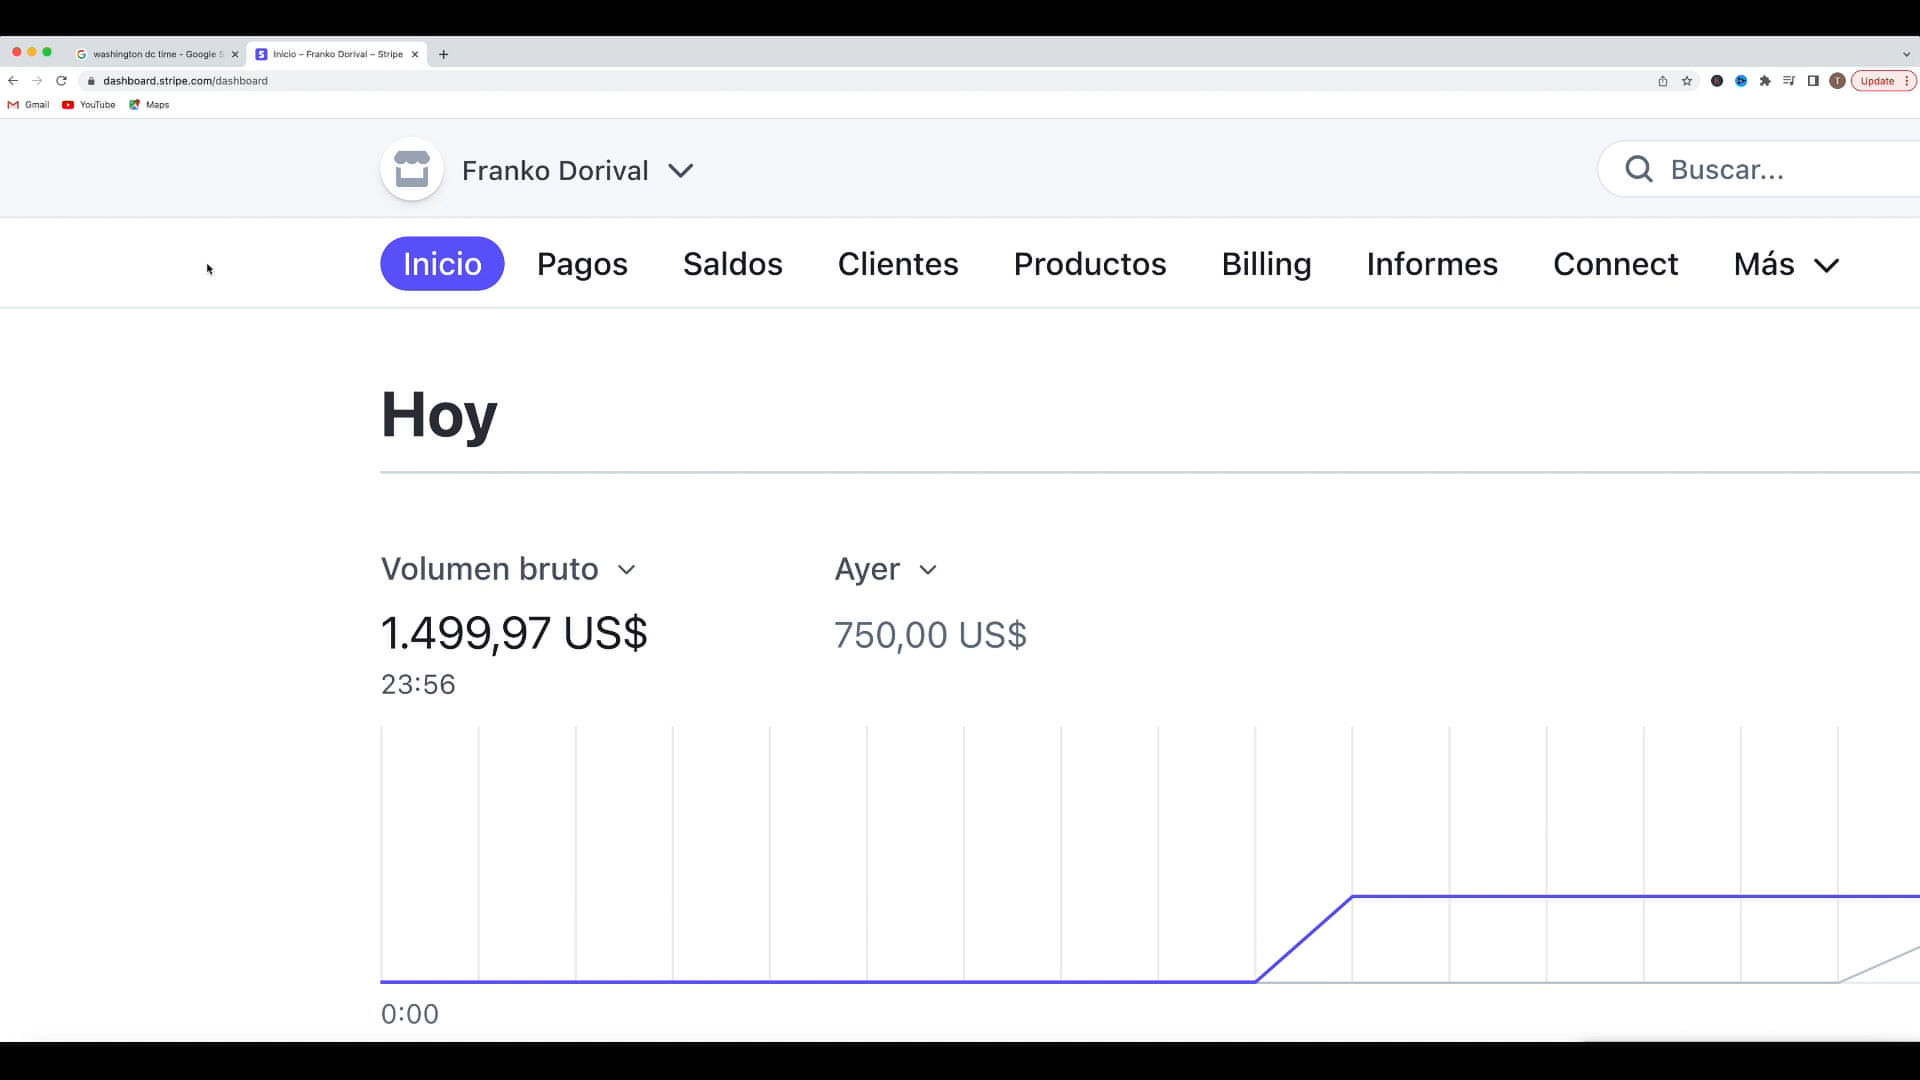 washington dc time - Google S
Inicio – Franko Dorival – Stripe
dashboard.stripe.com/dashboard
T
Update
Gmail
YouTube
Maps
Franko Dorival
Buscar...
Inicio
Pagos
Saldos
Clientes
Productos
Billing
Informes
Connect
Más
Hoy
Volumen bruto
Ayer
1.499,97 US$
750,00 US$
23:56
0:00